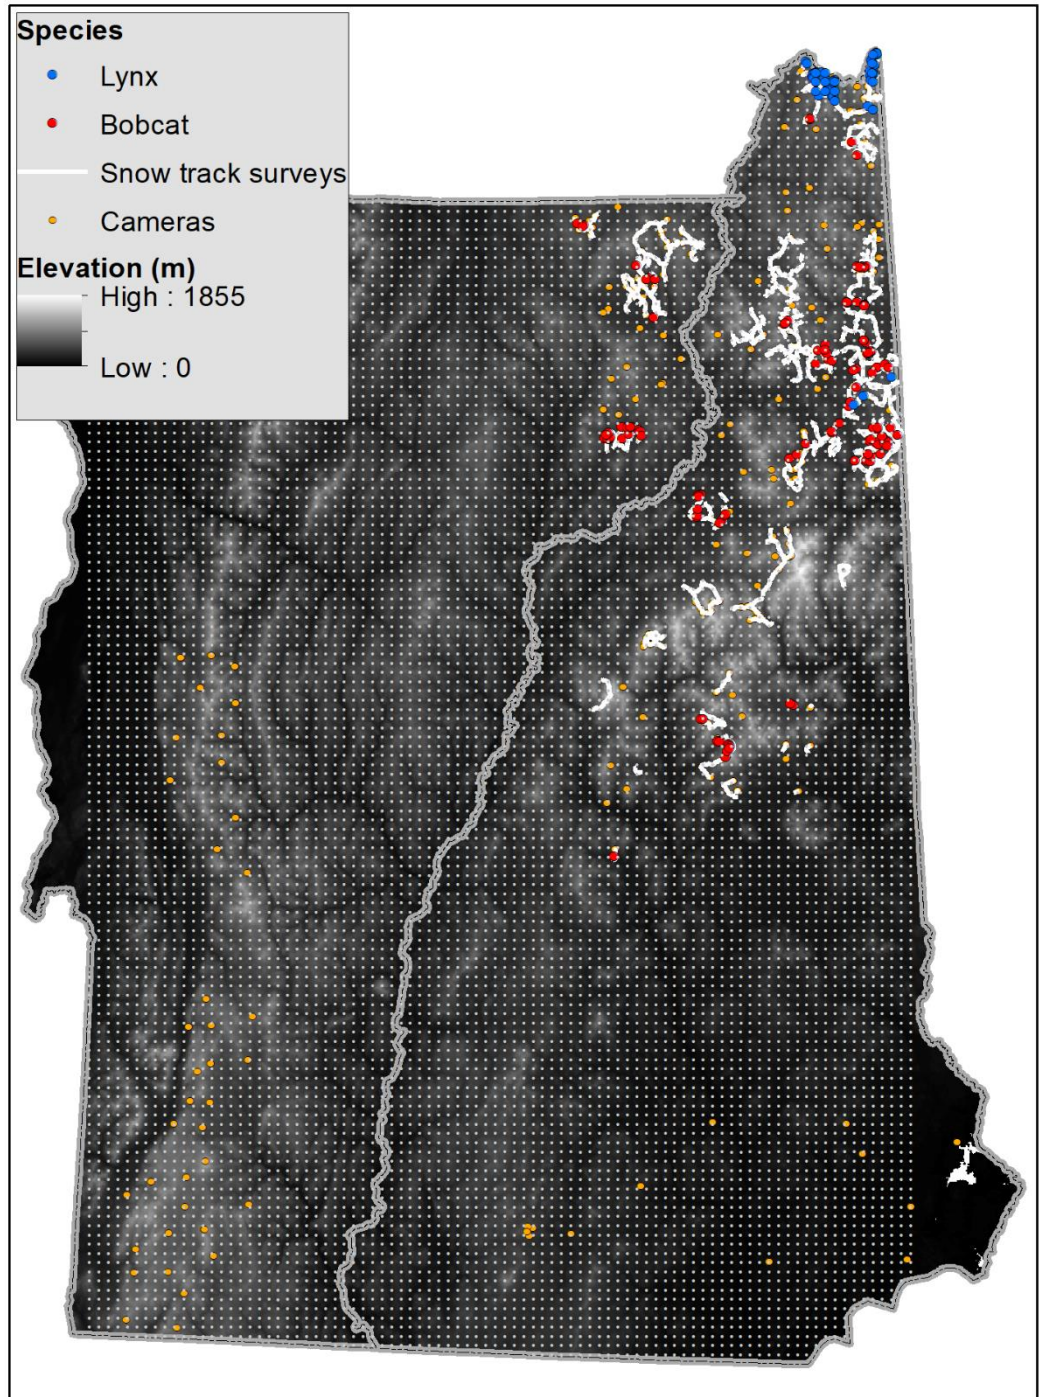 Species
Lynx
Bobcat
Snow track surveys
Cameras
Elevation (m)
High : 1855
Low : 0